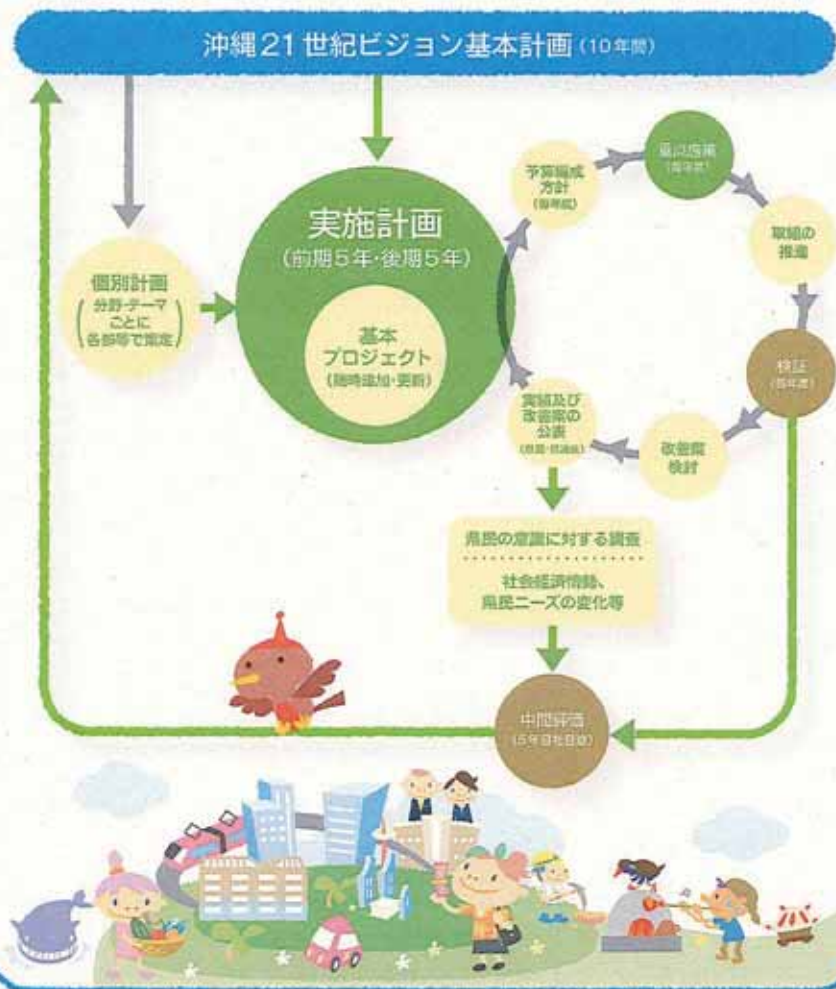 沖縄21世紀ビジョン基本計画(10年間)
実施計画
(前期5年・後期5年)
基本
プロジェクト
(随時追加・更新)
個別計画
分野・テーマ
ごとに
各部等で策定
予算編成
方針
(毎年度)
重点施策
(毎年度)
取組の
推進
検証
(毎年度)
改善案
検討
実績及び
改善案の
公表
県民の意識に対する調査
社会経済情勢、
県民ニーズの変化等
中間評価